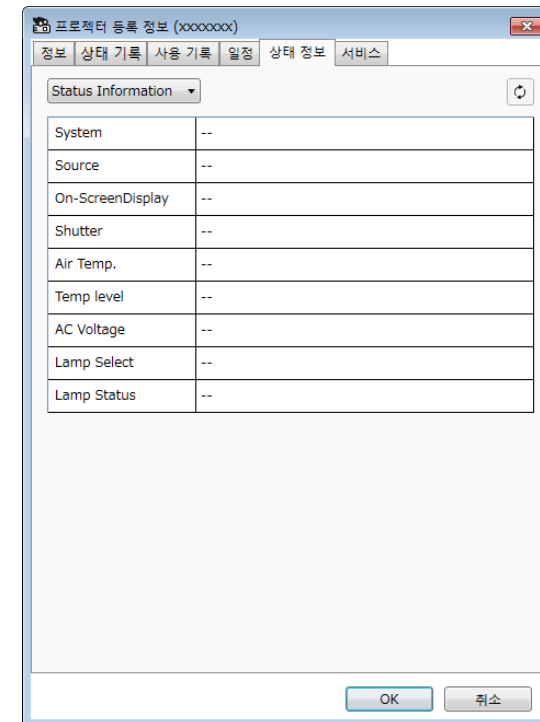 프로젝터 등록 정보 (xxxxxxx)
정보 상태 기록 사용 기록 일정 상태 정보 서비스
Status Information
System --
Source --
On-ScreenDisplay --
Shutter --
Air Temp. --
Temp level --
AC Voltage --
Lamp Select --
Lamp Status --
OK 취소